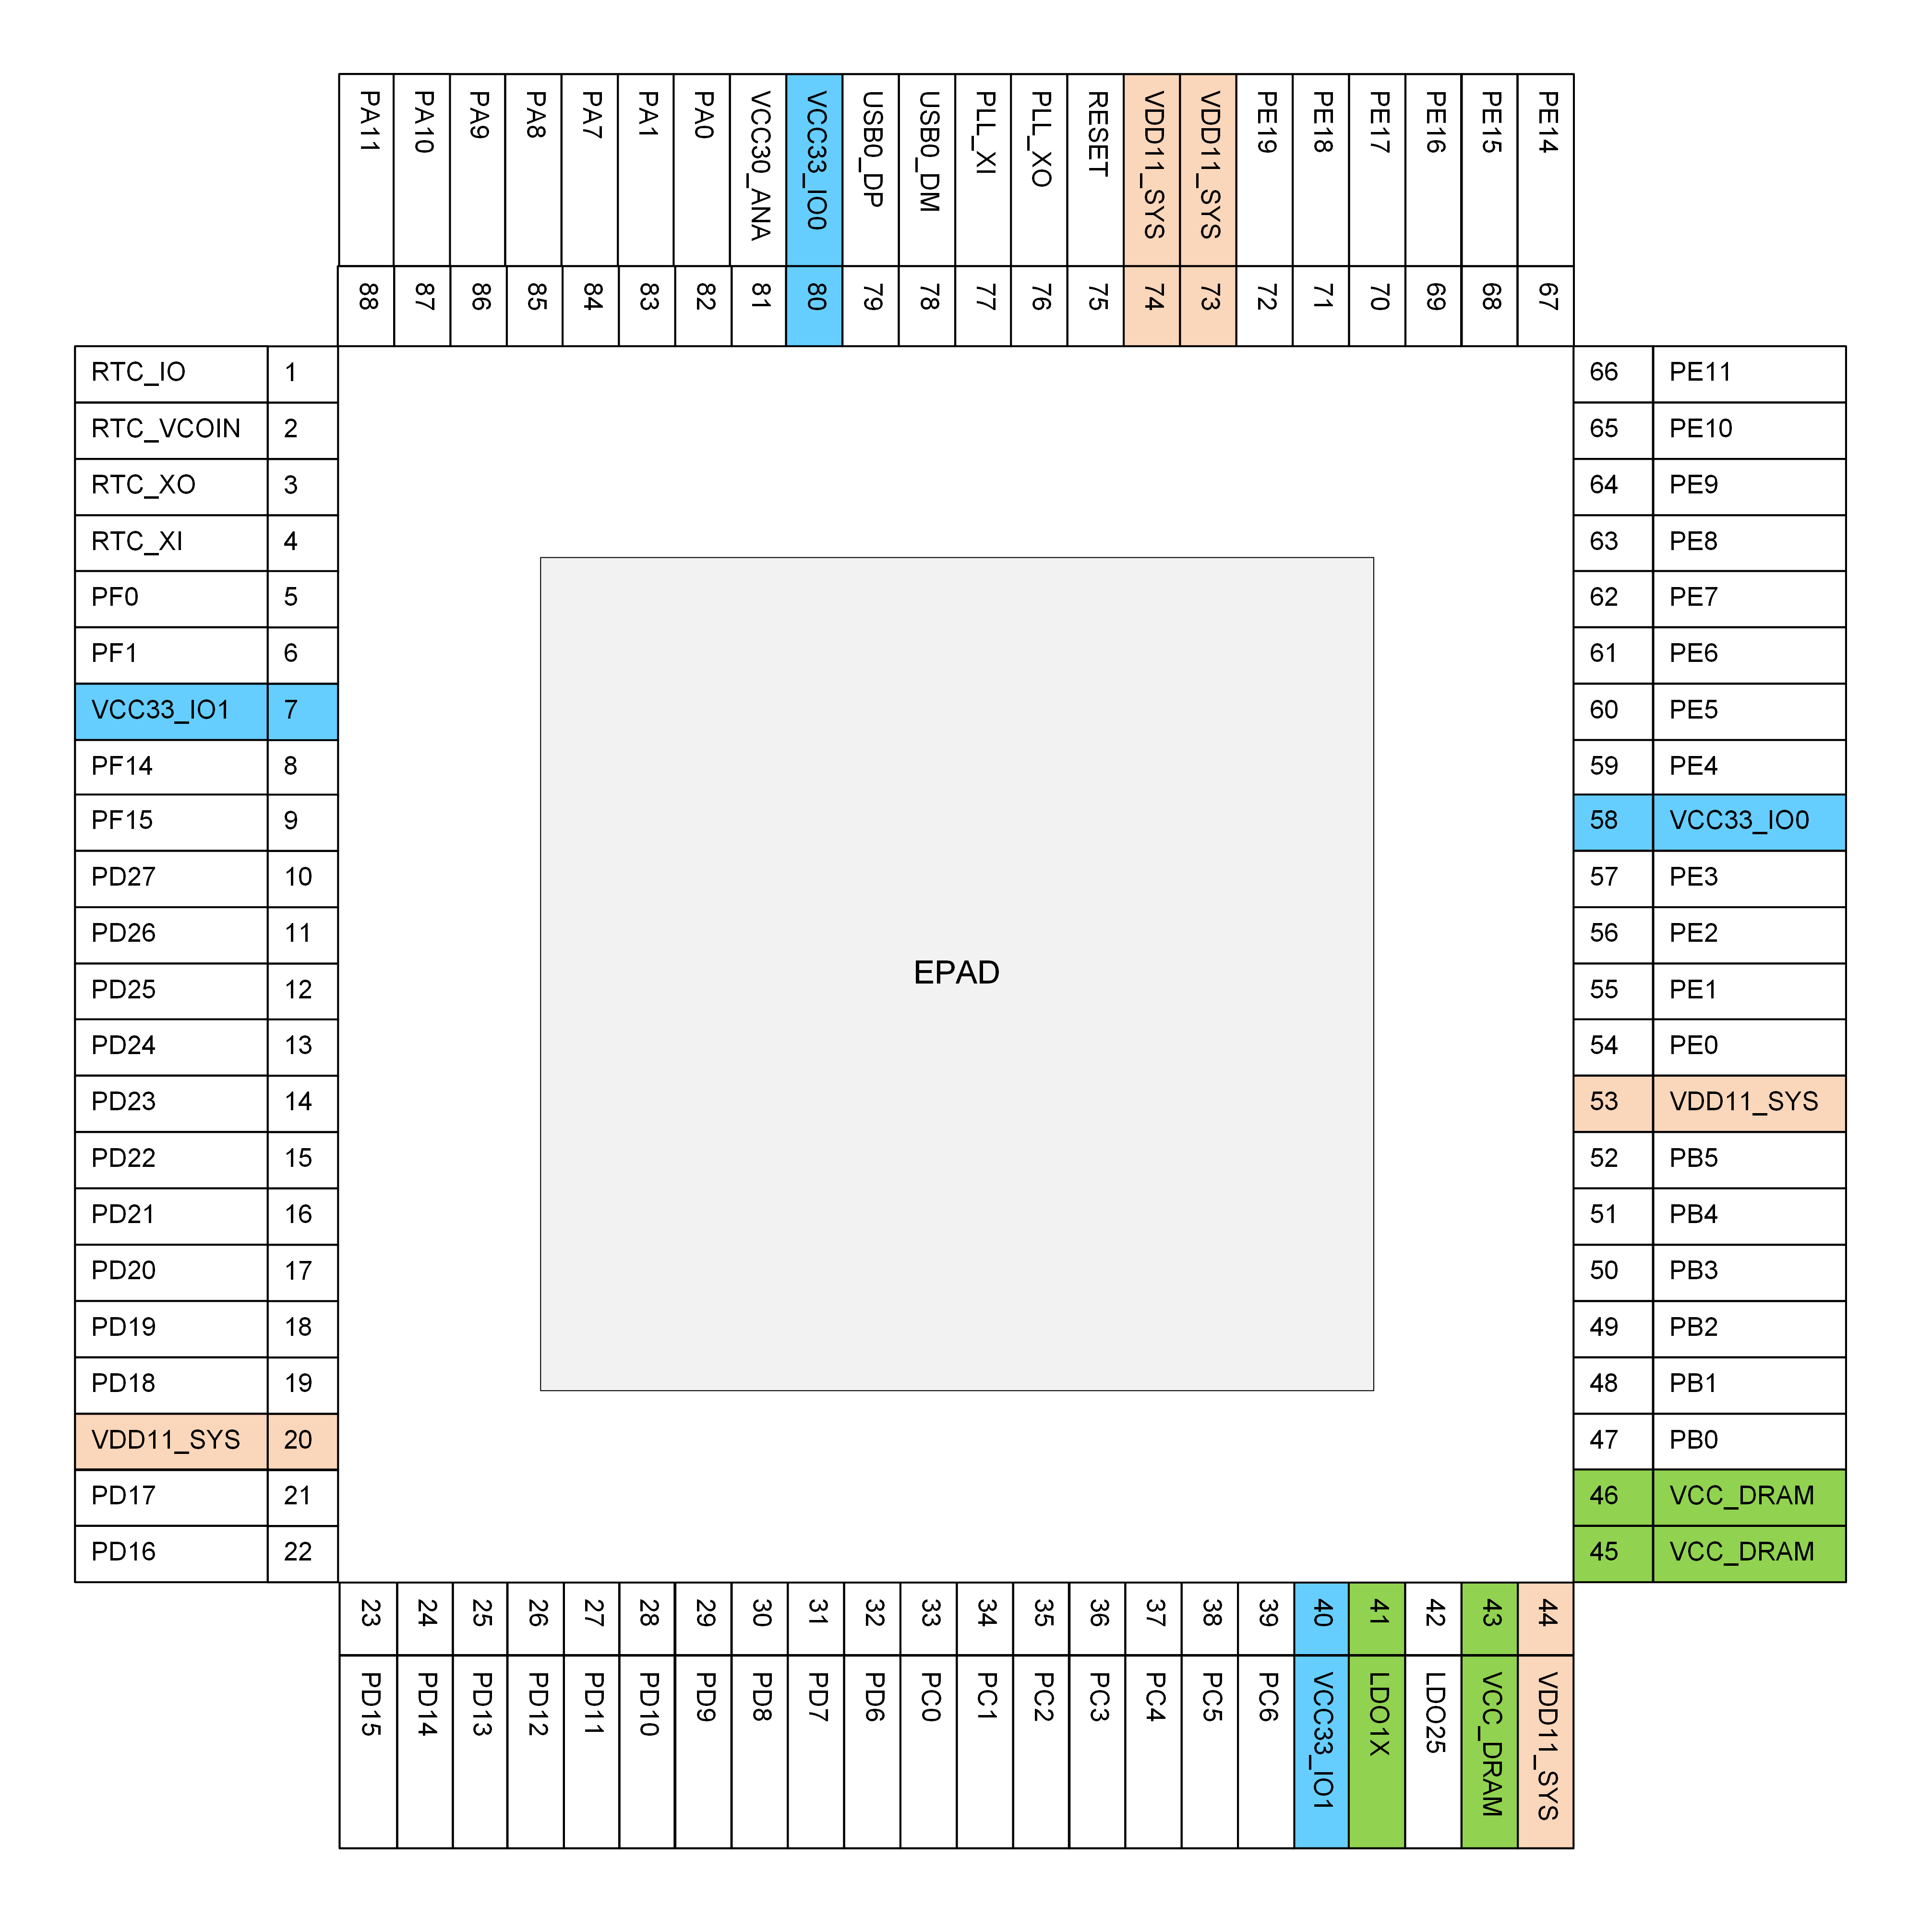 PA11
PA10
PA9
PA8
PA7
PA1
PA0
VCC30_ANA
VCC33_IO0
USB0_DP
USB0_DM
PLL_XI
PLL_XO
RESET
VDD11_SYS
VDD11_SYS
PE19
PE18
PE17
PE16
PE15
PE14
88
87
86
85
84
83
82
81
80
79
78
77
76
75
74
73
72
71
70
69
68
67
RTC_IO 1
RTC_VCOIN 2
RTC_XO 3
RTC_XI 4
PF0 5
PF1 6
VCC33_IO1 7
PF14 8
PF15 9
PD27 10
PD26 11
PD25 12
PD24 13
PD23 14
PD22 15
PD21 16
PD20 17
PD19 18
PD18 19
VDD11_SYS 20
PD17 21
PD16 22
EPAD
66 PE11
65 PE10
64 PE9
63 PE8
62 PE7
61 PE6
60 PE5
59 PE4
58 VCC33_IO0
57 PE3
56 PE2
55 PE1
54 PE0
53 VDD11_SYS
52 PB5
51 PB4
50 PB3
49 PB2
48 PB1
47 PB0
46 VCC_DRAM
45 VCC_DRAM
23
24
25
26
27
28
29
30
31
32
33
34
35
36
37
38
39
40
41
42
43
44
PD15
PD14
PD13
PD12
PD11
PD10
PD9
PD8
PD7
PD6
PC0
PC1
PC2
PC3
PC4
PC5
PC6
VCC33_IO1
LDO1X
LDO25
VCC_DRAM
VDD11_SYS